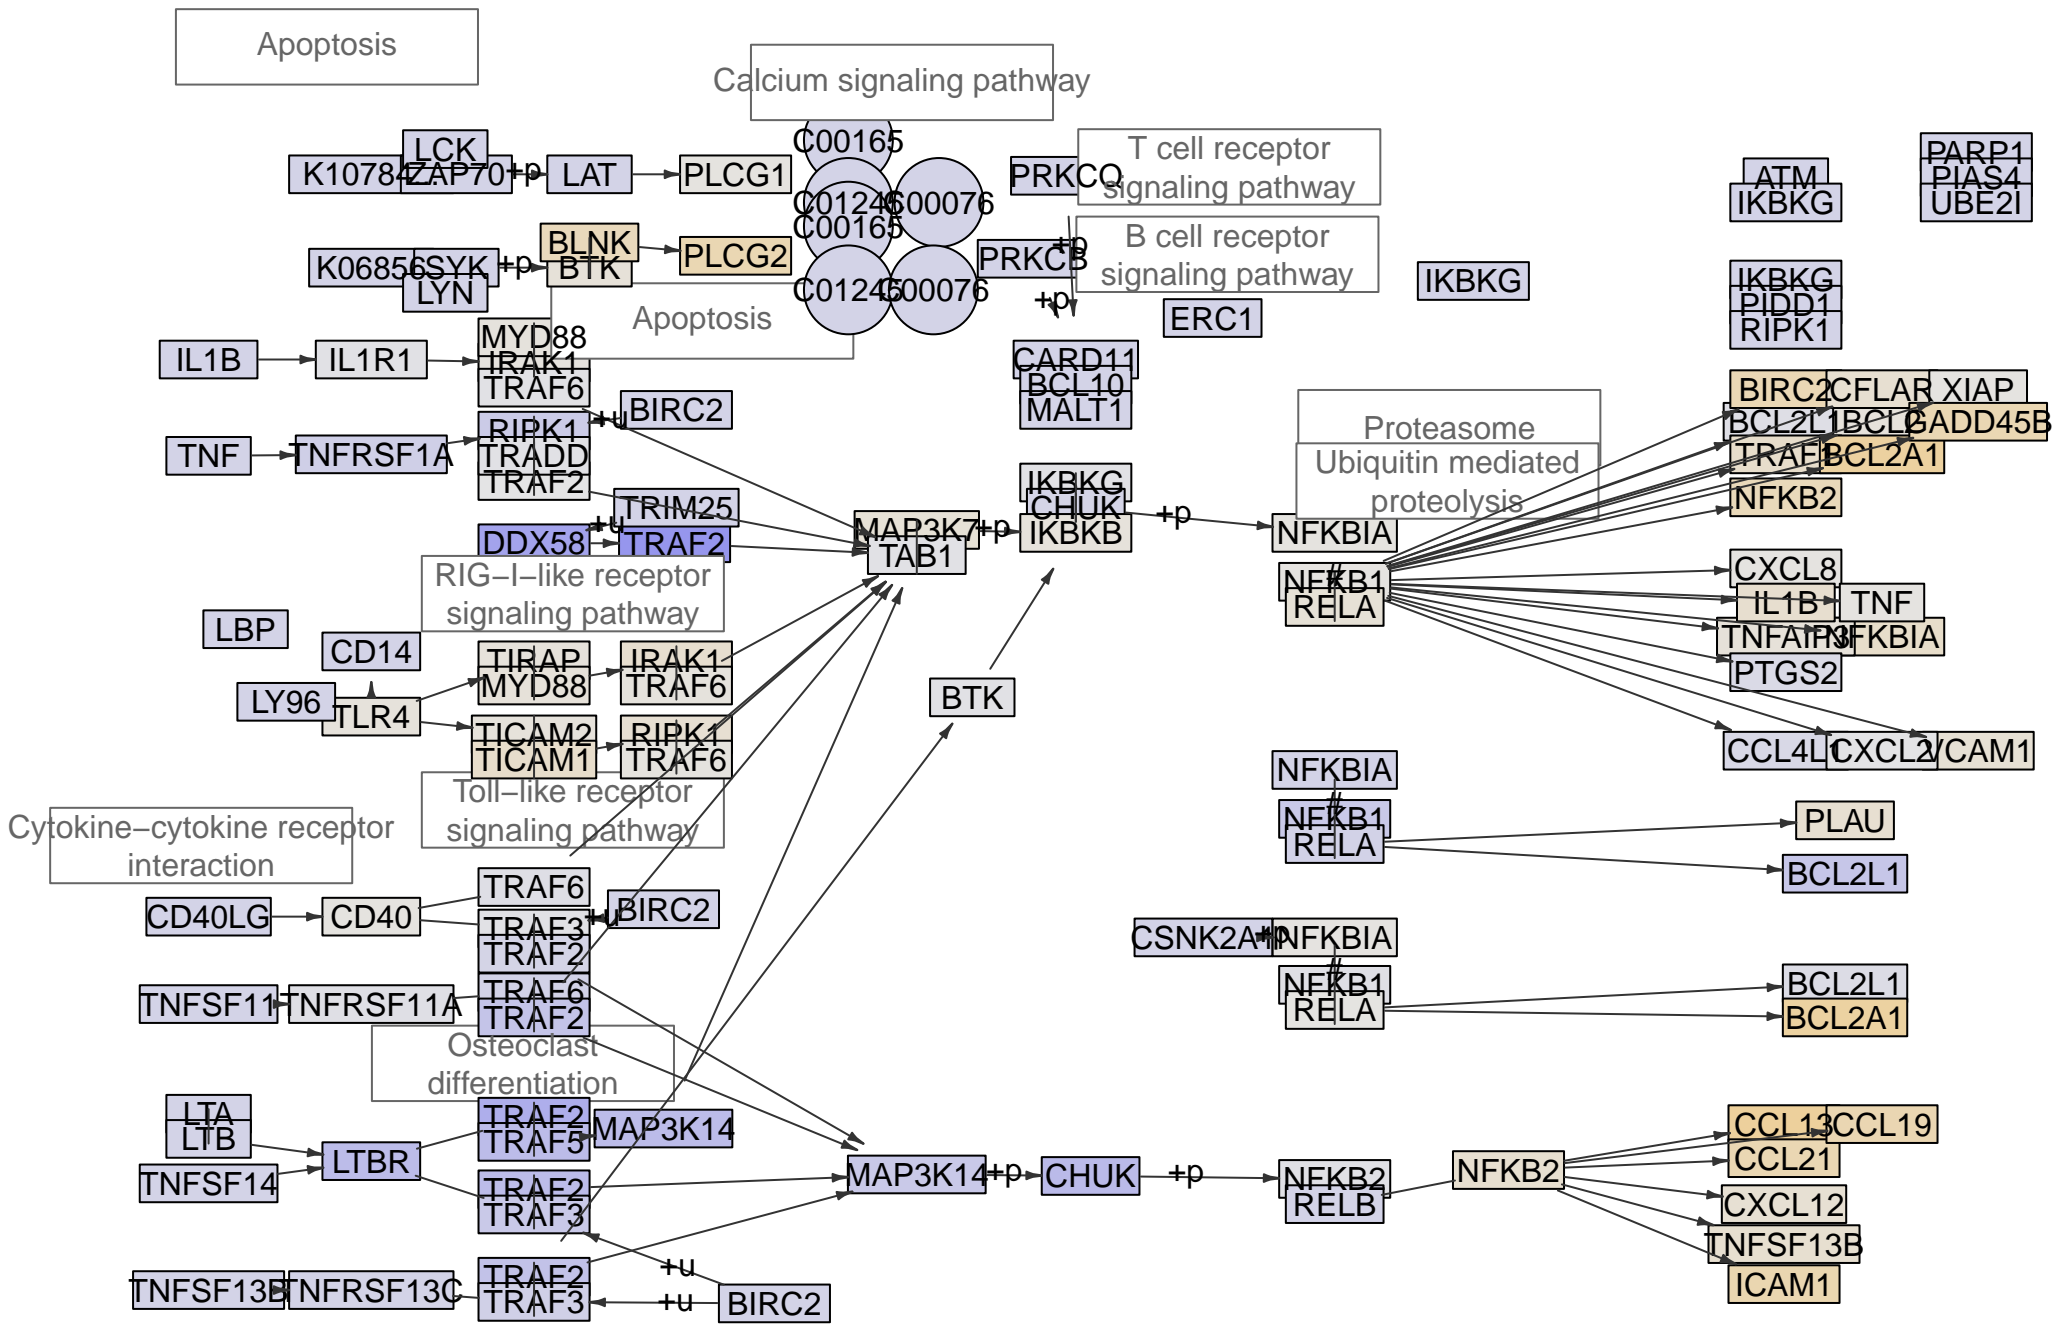 Apoptosis
Calcium signaling pathway
T cell receptor
signaling pathway
B cell receptor
signaling pathway
LCK
K10784
ZAP70
+p
LAT
PLCG1
C00165
C01246
C00076
C00165
C01245
C00076
PRKCQ
PRKCB
+p
+p
ATM
IKBKG
PARP1
PIAS4
UBE2I
K06856
SYK
LYN
+p
BLNK
BTK
PLCG2
Apoptosis
ERC1
IKBKG
IKBKG
PIDD1
RIPK1
IL1B
IL1R1
MYD88
IRAK1
TRAF6
CARD11
BCL10
MALT1
TNF
TNFRSF1A
RIPK1
TRADD
TRAF2
+u
BIRC2
Proteasome
Ubiquitin mediated
proteolysis
BIRC2
CFLAR
XIAP
BCL2L1
BCL2
GADD45B
TRAF1
BCL2A1
NFKB2
TRIM25
+u
DDX58
TRAF2
RIG−I−like receptor
signaling pathway
MAP3K7
TAB1
+p
IKBKG
CHUK
IKBKB
+p
NFKBIA
NFKB1
RELA
CXCL8
IL1B
TNF
TNFAIP3
NFKBIA
PTGS2
CCL4L1
CXCL2
VCAM1
LBP
CD14
LY96
TLR4
TIRAP
MYD88
IRAK1
TRAF6
TICAM2
TICAM1
RIPK1
TRAF6
BTK
Toll−like receptor
signaling pathway
Cytokine−cytokine receptor
interaction
NFKBIA
//
NFKB1
RELA
PLAU
BCL2L1
CD40LG
CD40
TRAF6
TRAF3
TRAF2
+u
BIRC2
CSNK2A1
+p
NFKBIA
//
NFKB1
RELA
BCL2L1
BCL2A1
TNFSF11
TNFRSF11A
TRAF6
TRAF2
Osteoclast
differentiation
LTA
LTB
TNFSF14
LTBR
TRAF2
TRAF5
MAP3K14
TRAF2
TRAF3
MAP3K14
+p
CHUK
+p
NFKB2
RELB
NFKB2
CCL13
CCL19
CCL21
CXCL12
TNFSF13B
ICAM1
TNFSF13B
TNFRSF13C
TRAF2
TRAF3
+u
+u
BIRC2